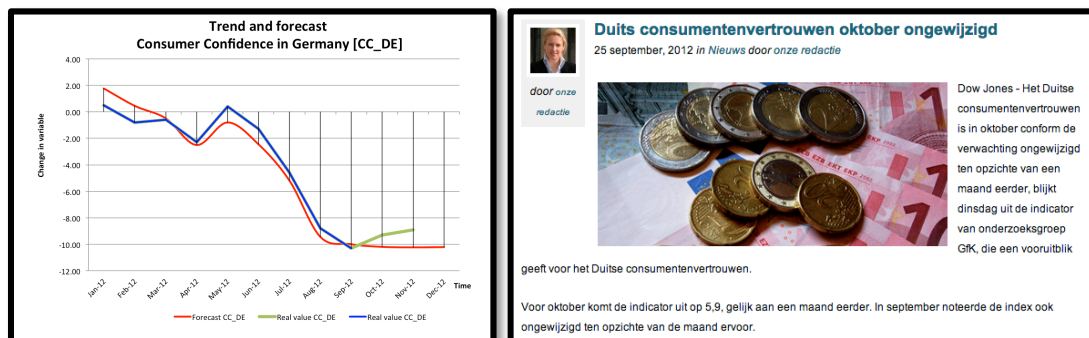 Trend and forecast
Consumer Confidence in Germany [CC_DE]
4.00
2.00
0.00
-2.00
-4.00
-6.00
-8.00
-10.00
-12.00
Change in variable
Jan-12
Feb-12
Mar-12
Apr-12
May-12
Jun-12
Jul-12
Aug-12
Sep-12
Oct-12
Nov-12
Dec-12
Time
Forecast CC_DE
Real value CC_DE
Real value CC_DE
Duits consumentenvertrouwen oktober ongewijzigd
25 september, 2012 in Nieuws door onze redactie
door onze
redactie
Dow Jones - Het Duitse
consumentenvertrouwen
is in oktober conform de
verwachting ongewijzigd
ten opzichte van een
maand eerder, blijkt
dinsdag uit de indicator
van onderzoeksgroep
GfK, die een vooruitblik
geeft voor het Duitse consumentenvertrouwen.
Voor oktober komt de indicator uit op 5,9, gelijk aan een maand eerder. In september noteerde de index ook
ongewijzigd ten opzichte van de maand ervoor.